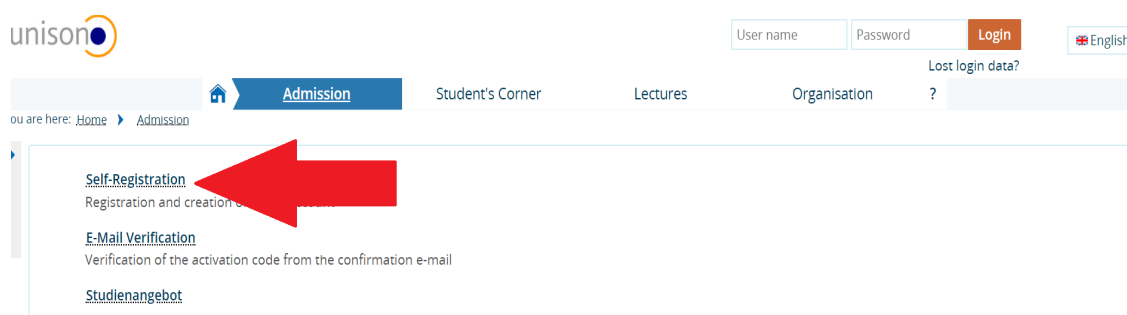 unisono
User name Password Login English
Lost login data?
Admission Student's Corner Lectures Organisation ?
ou are here: Home Admission
Self-Registration
Registration and creation
E-Mail Verification
Verification of the activation code from the confirmation e-mail
Studienangebot